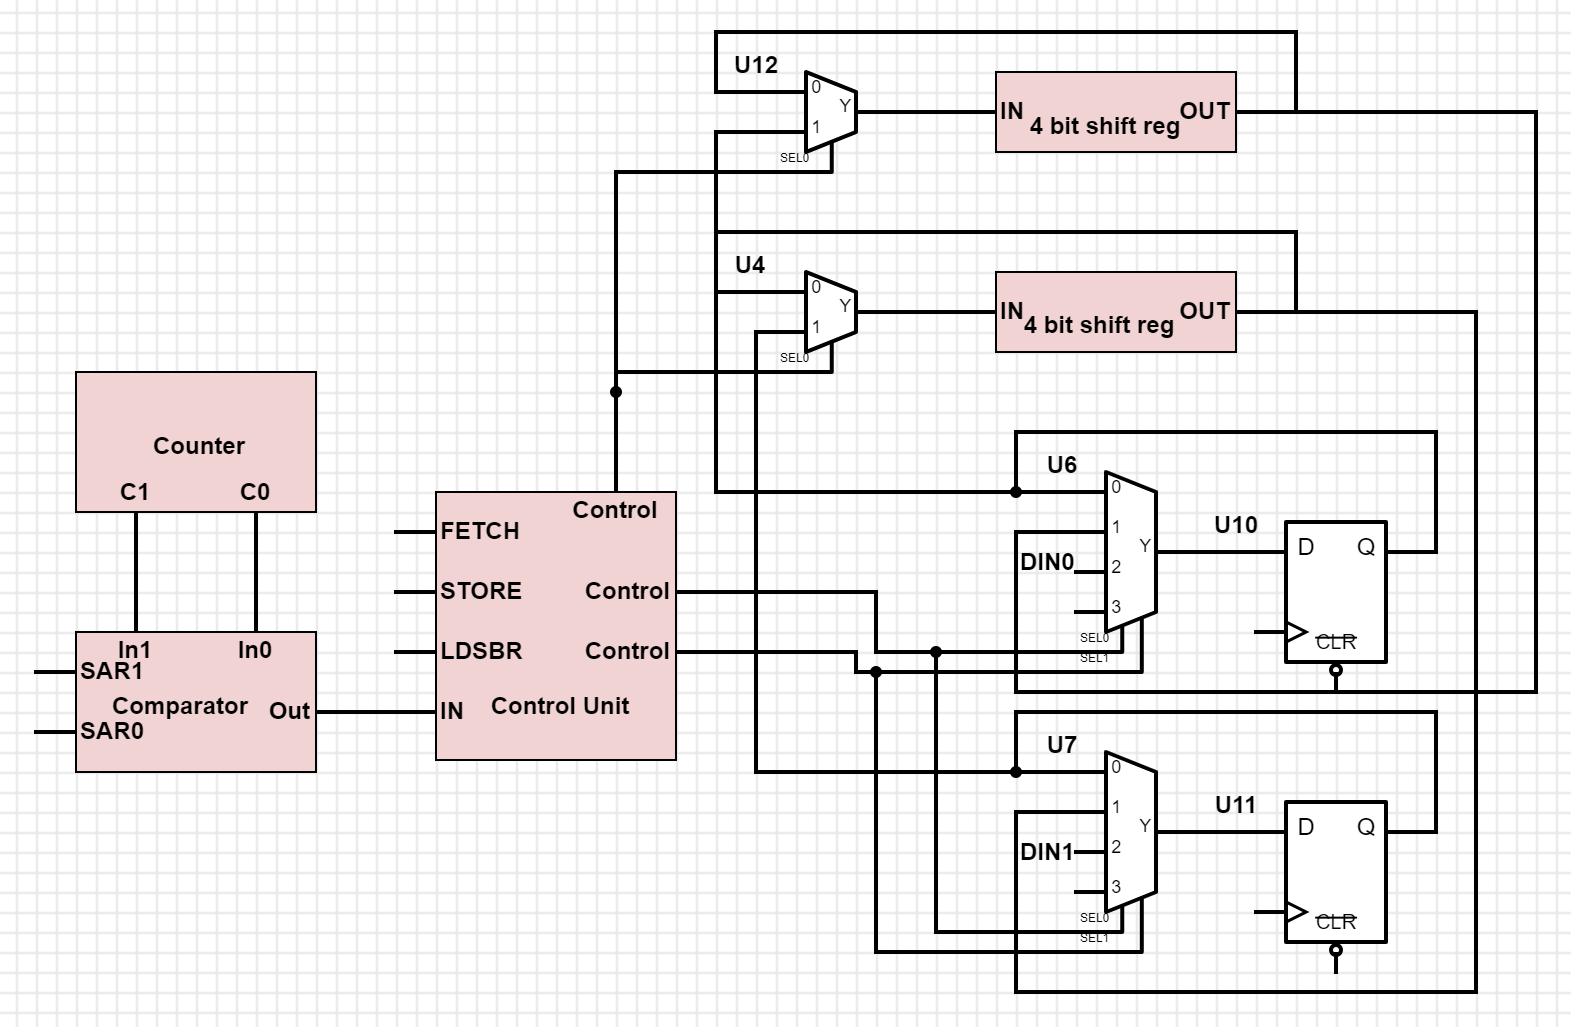 U12
0
Y
1
SEL0
IN
4 bit shift reg
OUT
U4
0
Y
1
SEL0
IN
4 bit shift reg
OUT
Counter
C1
C0
In1
In0
SAR1
Comparator
Out
SAR0
Control
FETCH
STORE
Control
LDSBR
Control
IN
Control Unit
U6
0
1
Y
DIN0
2
3
SEL0
SEL1
U10
D
Q
CLR
U7
0
1
Y
DIN1
2
3
SEL0
SEL1
U11
D
Q
CLR